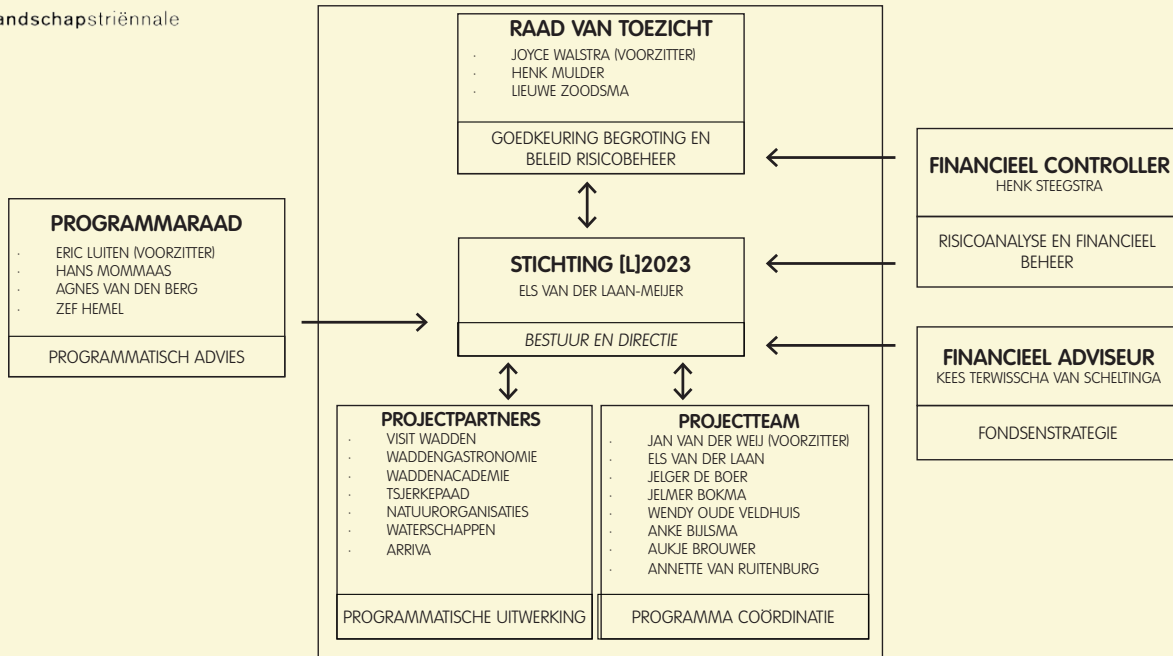 andschapstriënnale
RAAD VAN TOEZICHT
· JOYCE WALSTRA (VOORZITTER)
· HENK MULDER
· LIEUWE ZOODSMA
GOEDKEURING BEGROTING EN
BELEID RISICOBEHEER
FINANCIEEL CONTROLLER
HENK STEEGSTRA
RISICOANALYSE EN FINANCIEEL
BEHEER
PROGRAMMARAAD
· ERIC LUITEN (VOORZITTER)
· HANS MOMMAAS
· AGNES VAN DEN BERG
· ZEF HEMEL
PROGRAMMATISCH ADVIES
STICHTING [L]2023
ELS VAN DER LAAN-MEIJER
BESTUUR EN DIRECTIE
FINANCIEEL ADVISEUR
KEES TERWISSCHA VAN SCHELTINGA
FONDSENSTRATEGIE
PROJECTPARTNERS
· VISIT WADDEN
· WADDENGASTRONOMIE
· WADDENACADEMIE
· TSJERKEPAAD
· NATUURORGANISATIES
· WATERSCHAPPEN
· ARRIVA
PROGRAMMATISCHE UITWERKING
PROJECTTEAM
· JAN VAN DER WEIJ (VOORZITTER)
· ELS VAN DER LAAN
· JELGER DE BOER
· JELMER BOKMA
· WENDY OUDE VELDHUIS
· ANKE BIJLSMA
· AUKJE BROUWER
· ANNETTE VAN RUITENBURG
PROGRAMMA COÖRDINATIE